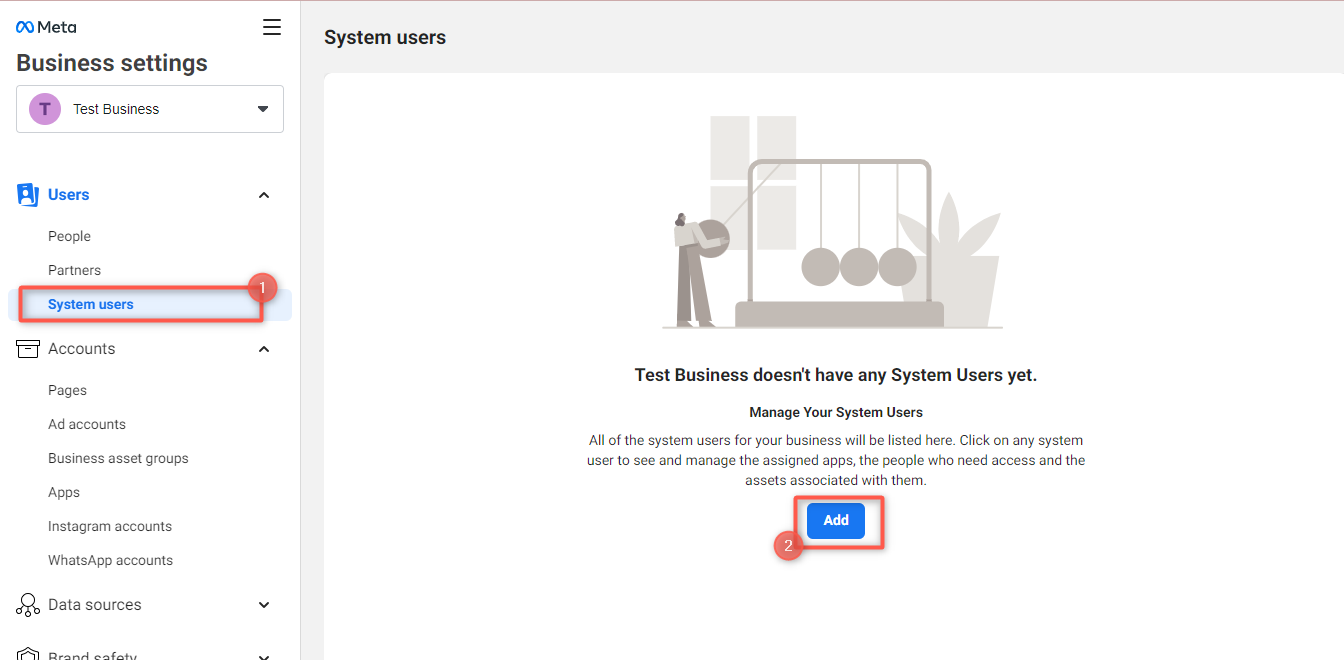 Meta
Business settings
T
Test Business
Users
People
Partners
System users
1
Accounts
Pages
Ad accounts
Business asset groups
Apps
Instagram accounts
WhatsApp accounts
Data sources
Brand safety
System users
Test Business doesn't have any System Users yet.
Manage Your System Users
All of the system users for your business will be listed here. Click on any system
user to see and manage the assigned apps, the people who need access and the
assets associated with them.
Add
2